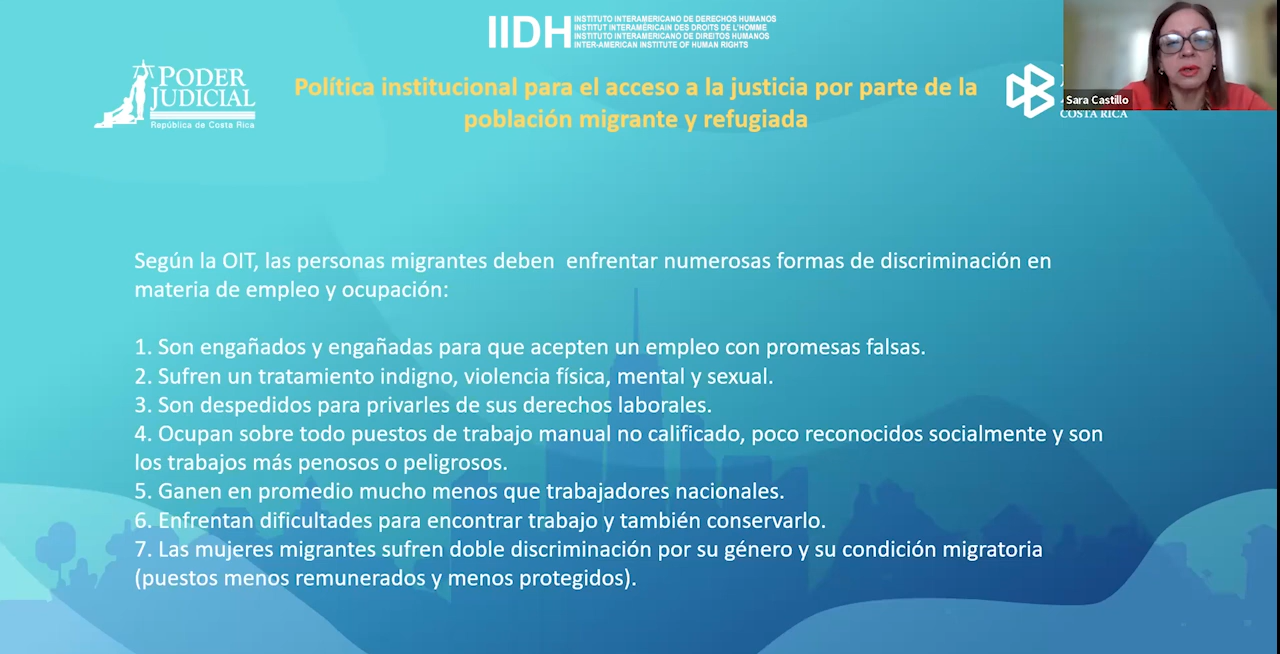 IIDH
INSTITUTO INTERAMERICANO DE DERECHOS HUMANOS
INSTITUT INTERAMÉRICAIN DES DROITS DE L'HOMME
INSTITUTO INTERAMERICANO DE DIREITOS HUMANOS
INTER-AMERICAN INSTITUTE OF HUMAN RIGHTS
PODER
JUDICIAL
República de Costa Rica
Política institucional para el acceso a la justicia por parte de la
población migrante y refugiada
Sara Castillo
COSTA RICA
Según la OIT, las personas migrantes deben  enfrentar numerosas formas de discriminación en
materia de empleo y ocupación:
1. Son engañados y engañadas para que acepten un empleo con promesas falsas.
2. Sufren un tratamiento indigno, violencia física, mental y sexual.
3. Son despedidos para privarles de sus derechos laborales.
4. Ocupan sobre todo puestos de trabajo manual no calificado, poco reconocidos socialmente y son
los trabajos más penosos o peligrosos.
5. Ganen en promedio mucho menos que trabajadores nacionales.
6. Enfrentan dificultades para encontrar trabajo y también conservarlo.
7. Las mujeres migrantes sufren doble discriminación por su género y su condición migratoria
(puestos menos remunerados y menos protegidos).